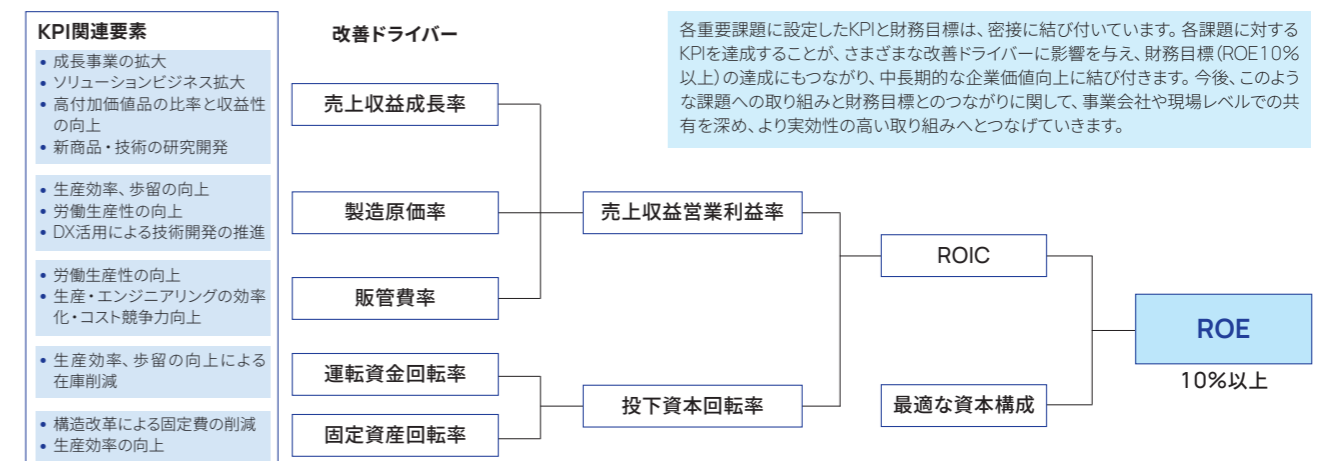 KPI関連要素
• 成長事業の拡大
• ソリューションビジネス拡大
• 高付加価値品の比率と収益性
の向上
• 新商品・技術の研究開発
• 生産効率、歩留の向上
• 労働生産性の向上
• DX活用による技術開発の推進
• 労働生産性の向上
• 生産・エンジニアリングの効率
化・コスト競争力向上
• 生産効率、歩留の向上による
在庫削減
• 構造改革による固定費の削減
• 生産効率の向上
改善ドライバー
売上収益成長率
製造原価率
販管費率
運転資金回転率
固定資産回転率
売上収益営業利益率
投下資本回転率
ROIC
最適な資本構成
ROE
10%以上
各重要課題に設定したKPIと財務目標は、密接に結び付いています。各課題に対する
KPIを達成することが、さまざまな改善ドライバーに影響を与え、財務目標（ROE10%
以上）の達成にもつながり、中長期的な企業価値向上に結び付きます。今後、このよう
な課題への取り組みと財務目標とのつながりに関して、事業会社や現場レベルでの共
有を深め、より実効性の高い取り組みへとつなげていきます。